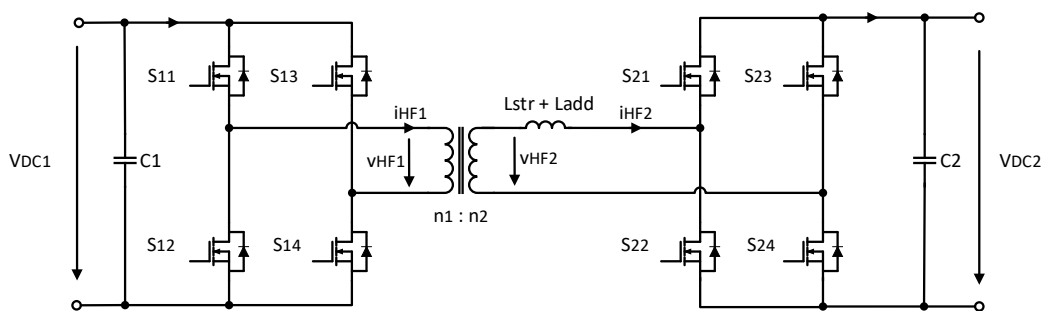 S11
S13
S21
S23
Lstr + Ladd
iHF1
iHF2
VDC1
C1
vHF1
vHF2
C2
VDC2
n1 : n2
S12
S14
S22
S24